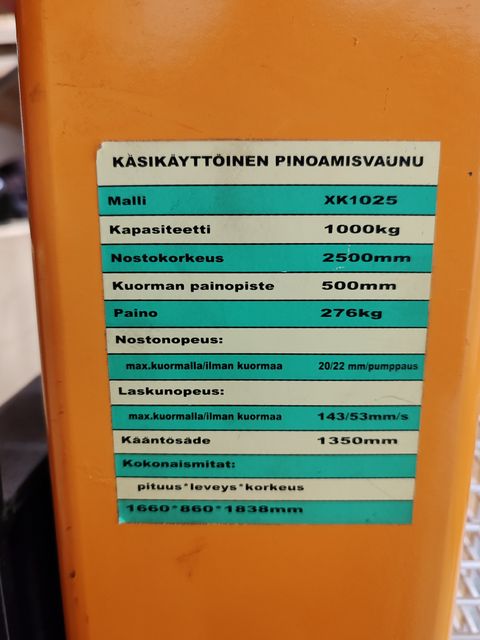 KÄSIKÄYTTÖINEN PINOAMISVAUNU
Malli XK1025
Kapasiteetti 1000kg
Nostokorkeus 2500mm
Kuorman painopiste 500mm
Paino 276kg
Nostonopeus:
max.kuormalla/ilman kuormaa 20/22 mm/pumppaus
Laskunopeus:
max.kuormalla/ilman kuormaa 143/53mm/s
Kääntösäde 1350mm
Kokonaismitat:
pituus*leveys*korkeus
1660*860*1838mm